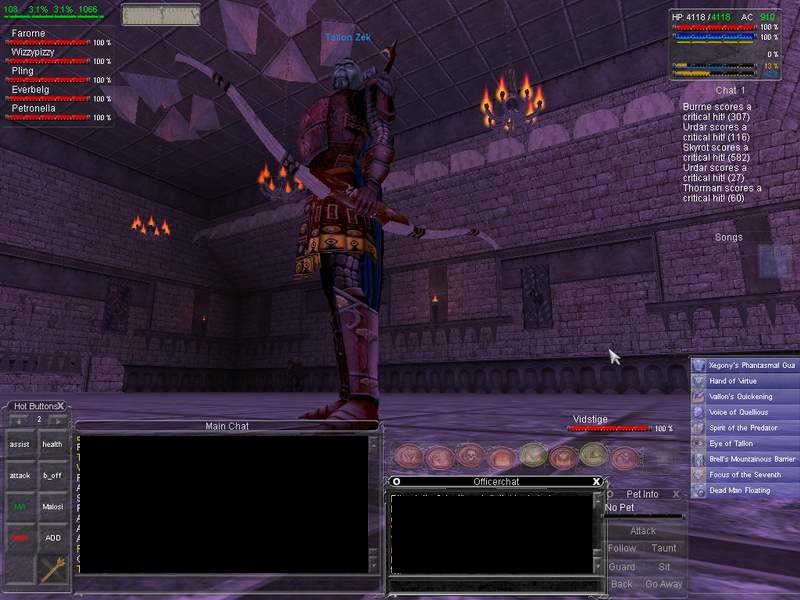 108 3.1% 3.1% 1066
Farorne
100 %
Wizzypizzy
100 %
Pling
100 %
Everbelg
100 %
Petronella
100 %
Tallon Zek
HP: 4118 / 4118 AC 910
100 %
100 %
0 %
13 %
Chat 1
Burrne scores a
critical hit! (307)
Urdar scores a
critical hit! (116)
Skyrot scores a
critical hit! (582)
Urdar scores a
critical hit! (27)
Thorman scores a
critical hit! (60)
Songs
Xegony's Phantasmal Gua
Hand of Virtue
Vallon's Quickening
Voice of Quellious
Spirit of the Predator
Eye of Tallon
Brell's Mountainous Barrier
Focus of the Seventh
Dead Man Floating
Hot Buttons X
2
assist health
attack b_off
Malosi
ADD
Main Chat
Vidstige
100 %
Officerchat X
Pet Info X
No Pet
Attack
Follow Taunt
Guard Sit
Back Go Away